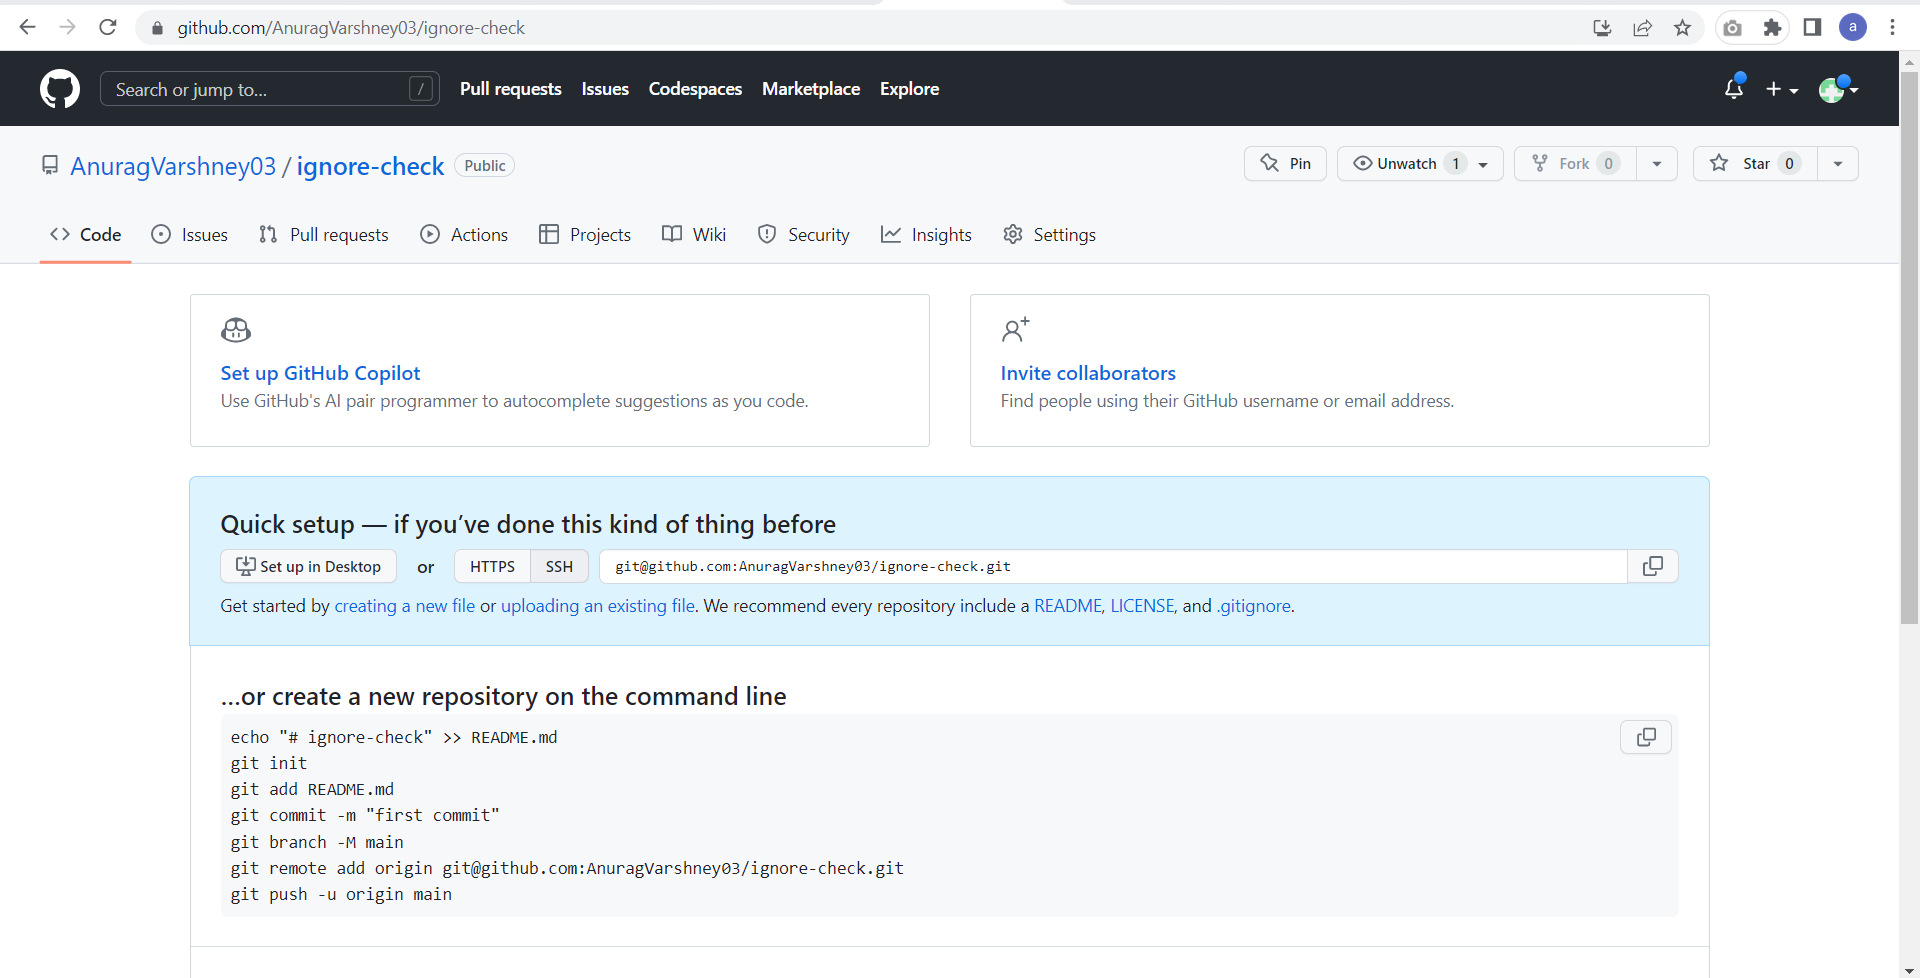 github.com/AnuragVarshney03/ignore-check
a
Search or jump to... /
Pull requests Issues Codespaces Marketplace Explore
AnuragVarshney03 / ignore-check Public
Pin Unwatch 1 Fork 0 Star 0
Code Issues Pull requests Actions Projects Wiki Security Insights Settings
Set up GitHub Copilot
Use GitHub's AI pair programmer to autocomplete suggestions as you code.
Invite collaborators
Find people using their GitHub username or email address.
Quick setup — if you’ve done this kind of thing before
Set up in Desktop or HTTPS SSH git@github.com:AnuragVarshney03/ignore-check.git
Get started by creating a new file or uploading an existing file. We recommend every repository include a README, LICENSE, and .gitignore.
…or create a new repository on the command line
echo "# ignore-check" >> README.md
git init
git add README.md
git commit -m "first commit"
git branch -M main
git remote add origin git@github.com:AnuragVarshney03/ignore-check.git
git push -u origin main